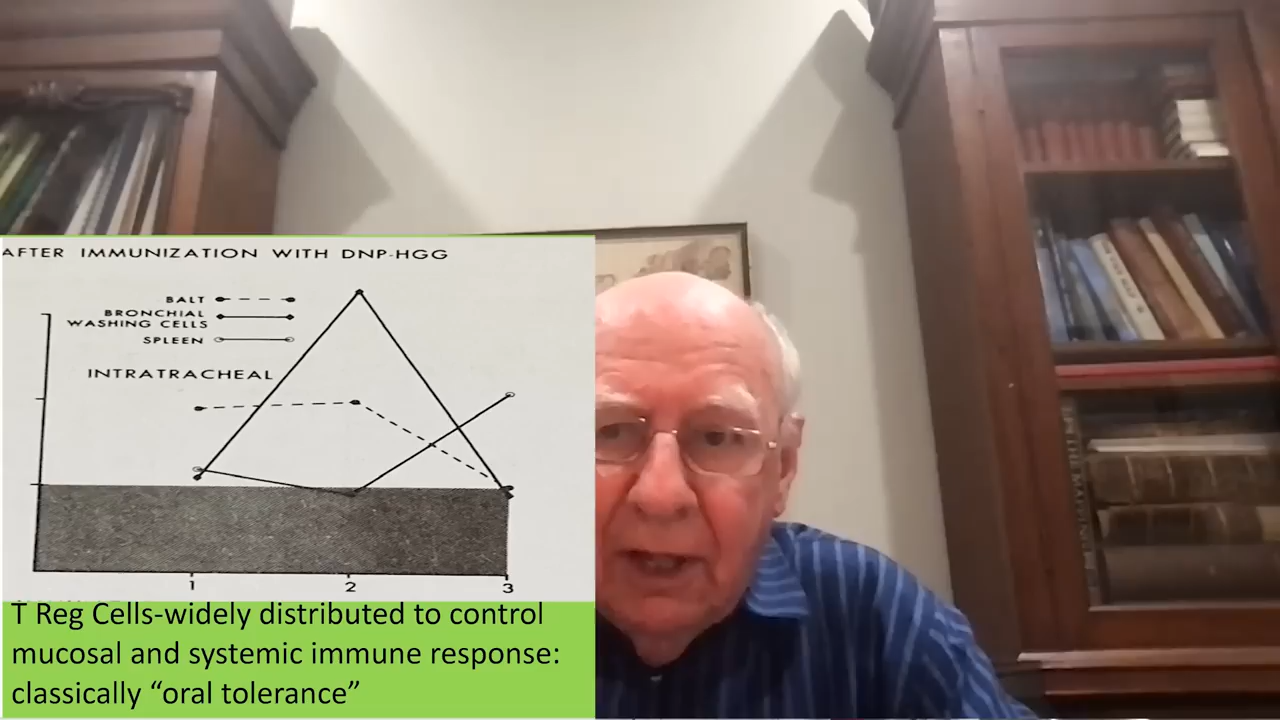 AFTER IMMUNIZATION WITH DNP-HGG
BALT
BRONCHIAL
WASHING CELLS
SPLEEN
INTRATRACHEAL
1
2
3
T Reg Cells-widely distributed to control
mucosal and systemic immune response:
classically “oral tolerance”